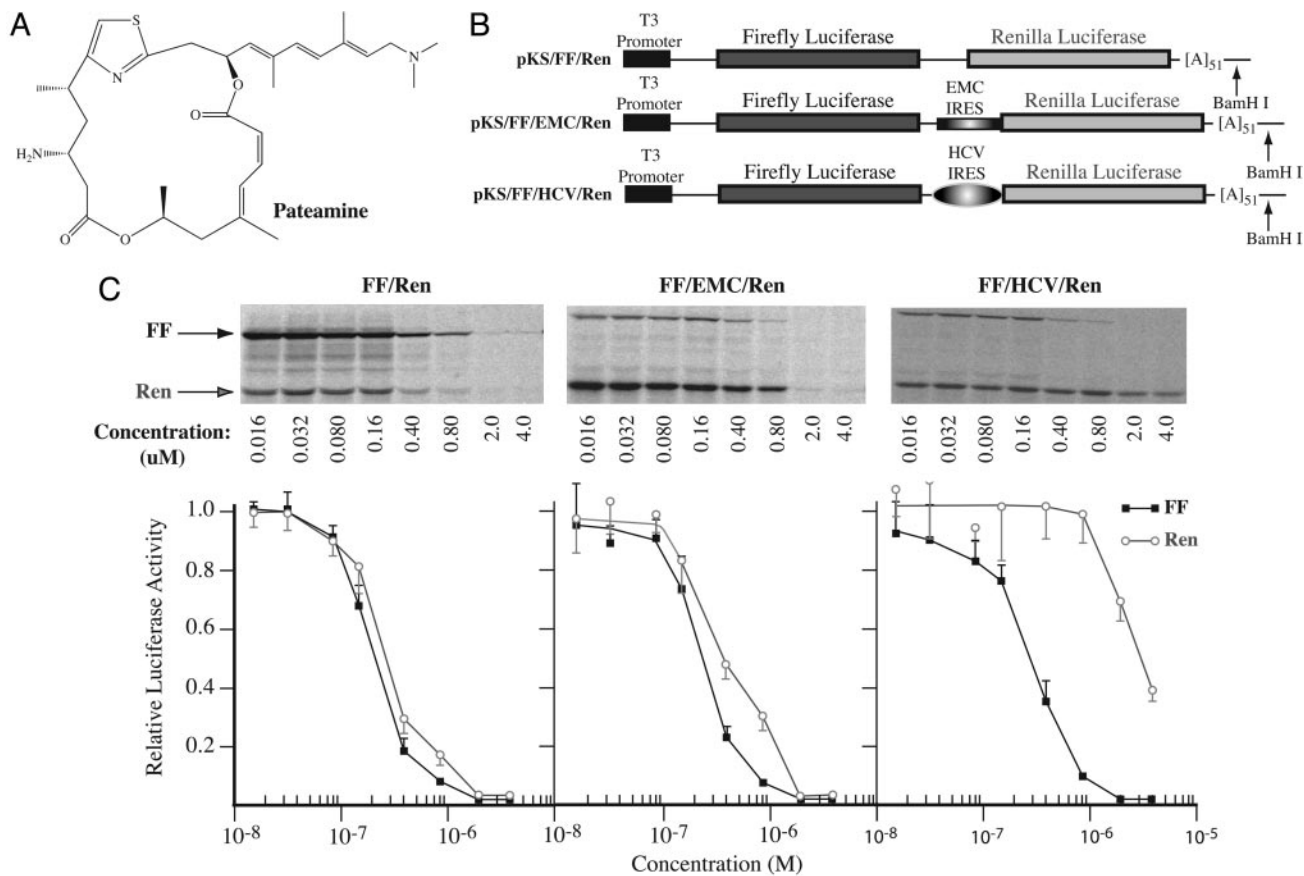 A
S
N
N
O
O
H₂N
O
O
Pateamine
B
T3
Promoter
Firefly Luciferase
Renilla Luciferase
pKS/FF/Ren
[A]₅₁
BamH I
T3
Promoter
Firefly Luciferase
EMC
IRES
Renilla Luciferase
pKS/FF/EMC/Ren
[A]₅₁
BamH I
T3
Promoter
Firefly Luciferase
HCV
IRES
Renilla Luciferase
pKS/FF/HCV/Ren
[A]₅₁
BamH I
C
FF/Ren
FF/EMC/Ren
FF/HCV/Ren
FF
Ren
Concentration:
(uM)
0.016 0.032 0.080 0.16 0.40 0.80 2.0 4.0
0.016 0.032 0.080 0.16 0.40 0.80 2.0 4.0
0.016 0.032 0.080 0.16 0.40 0.80 2.0 4.0
Relative Luciferase Activity
1.0
0.8
0.6
0.4
0.2
FF
Ren
10⁻⁸ 10⁻⁷ 10⁻⁶
10⁻⁸ 10⁻⁷ 10⁻⁶
10⁻⁸ 10⁻⁷ 10⁻⁶ 10⁻⁵
Concentration (M)